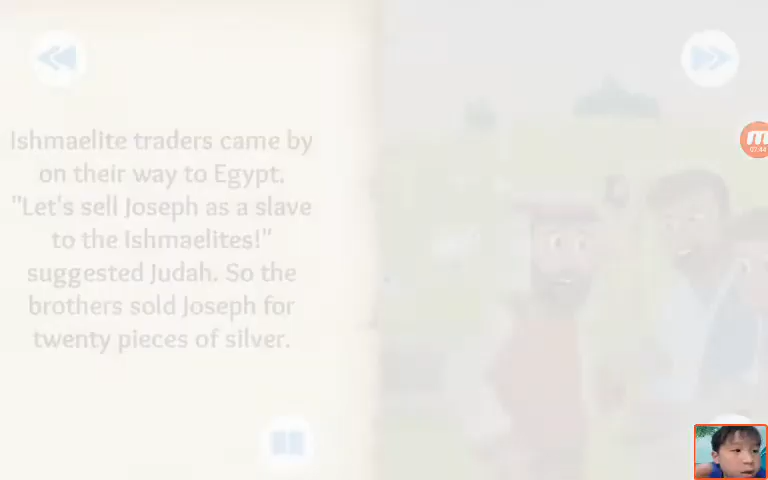 Ishmaelite traders came by
on their way to Egypt.
"Let's sell Joseph as a slave
to the Ishmaelites!"
suggested Judah. So the
brothers sold Joseph for
twenty pieces of silver.